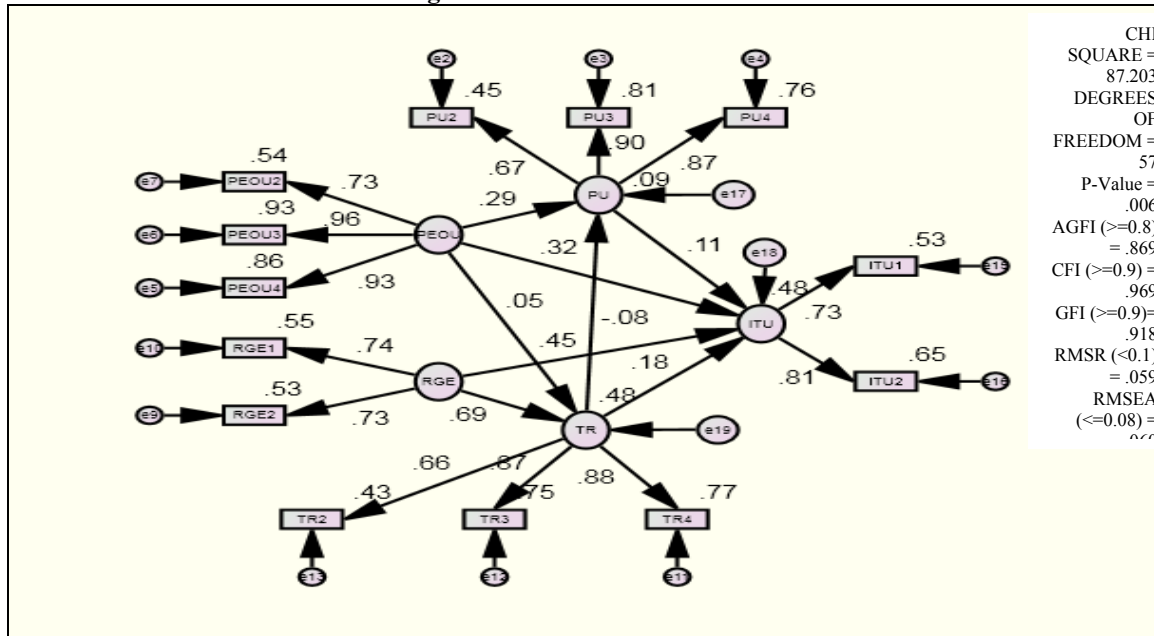 e2
e3
e4
.45
.81
.76
PU2
PU3
PU4
.54
.90
.67
.87
e7
PEOU2
.73
.09
e17
.29
PU
.93
e6
PEOU3
.96
PEOU
.32
.11
e18
.53
.86
e5
PEOU4
.93
.48
ITU1
e15
.05
.73
-.08
ITU
.55
.45
.18
.65
e10
RGE1
.74
.81
ITU2
e16
RGE
.53
.69
.48
e9
RGE2
.73
TR
e19
.66
.87
.88
.43
.75
.77
TR2
TR3
TR4
e13
e12
e11
CHI
SQUARE =
87.203
DEGREES
OF
FREEDOM =
57
P-Value =
.006
AGFI (>=0.8)
= .869
CFI (>=0.9) =
.969
GFI (>=0.9)=
.918
RMSR (<0.1)
= .059
RMSEA
(<=0.08) =